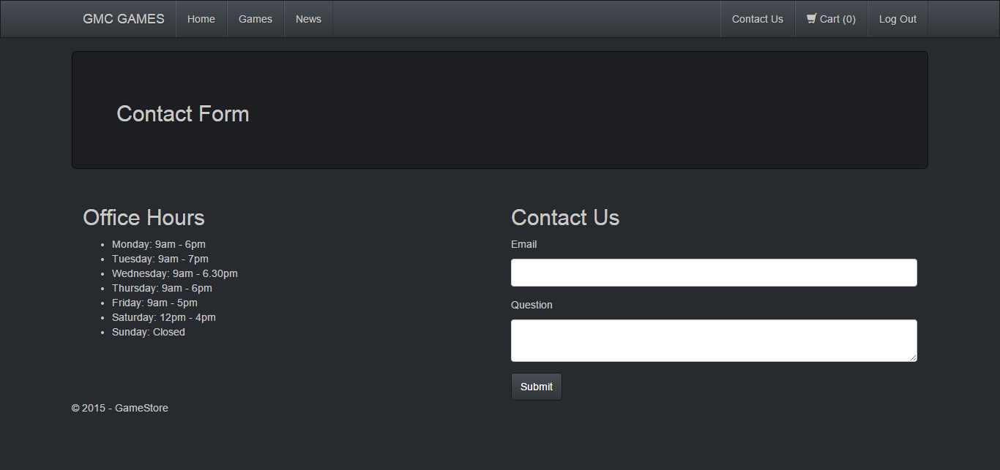 GMC GAMES Home Games News Contact Us Cart (0) Log Out
Contact Form
Office Hours
Monday: 9am - 6pm
Tuesday: 9am - 7pm
Wednesday: 9am - 6.30pm
Thursday: 9am - 6pm
Friday: 9am - 5pm
Saturday: 12pm - 4pm
Sunday: Closed
Contact Us
Email
Question
Submit
© 2015 - GameStore